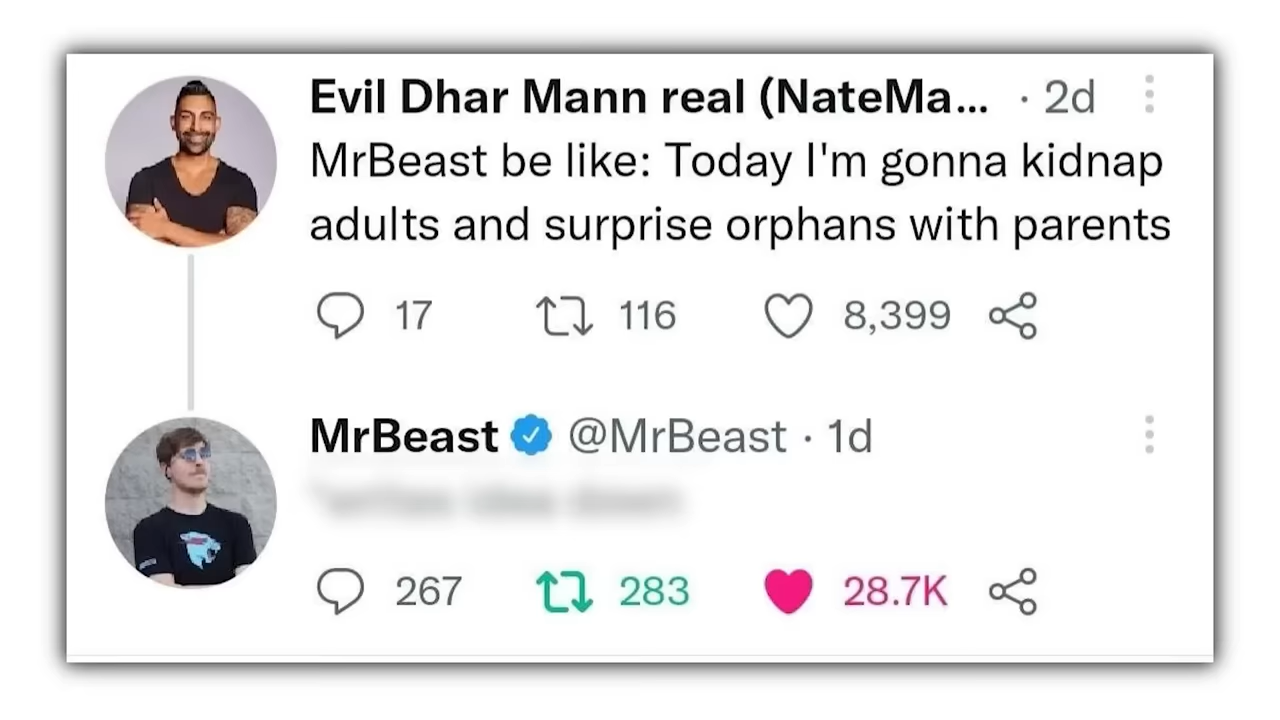 Evil Dhar Mann real (NateMa... · 2d
MrBeast be like: Today I'm gonna kidnap
adults and surprise orphans with parents
17 116 8,399
MrBeast @MrBeast · 1d
267 283 28.7K